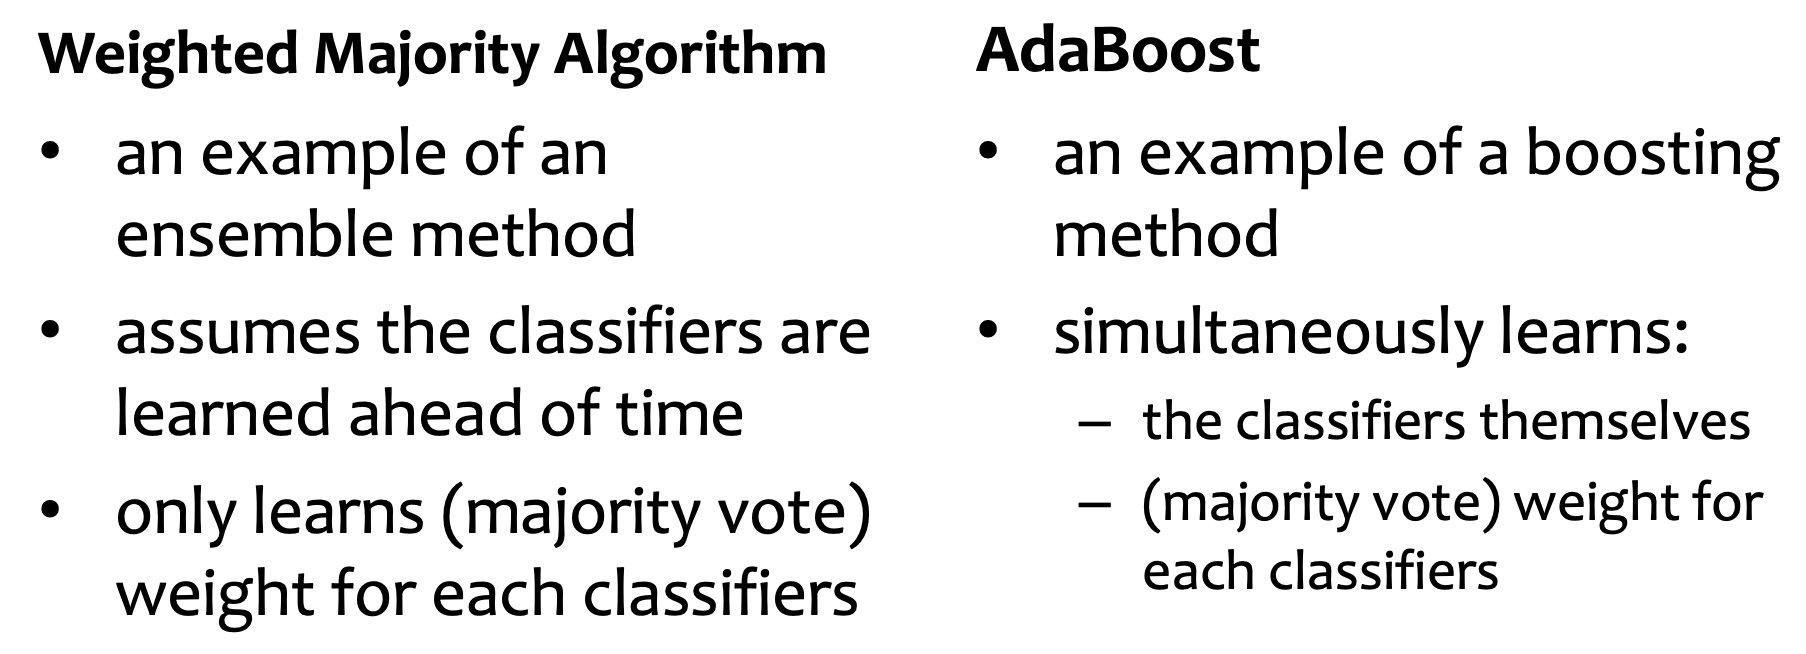 Weighted Majority Algorithm
• an example of an
ensemble method
• assumes the classifiers are
learned ahead of time
• only learns (majority vote)
weight for each classifiers
AdaBoost
• an example of a boosting
method
• simultaneously learns:
– the classifiers themselves
– (majority vote) weight for
each classifiers